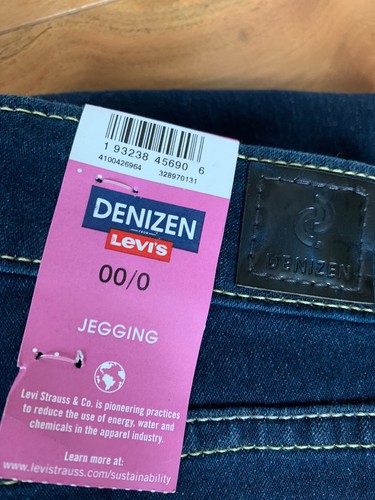 1 93238 45690 6
4100426964 328970131
DENIZEN
FROM
Levi's
00/0
JEGGING
Levi Strauss & Co. is pioneering practices
to reduce the use of energy, water and
chemicals in the apparel industry.
Learn more at:
www.levistrauss.com/sustainability
DENIZEN